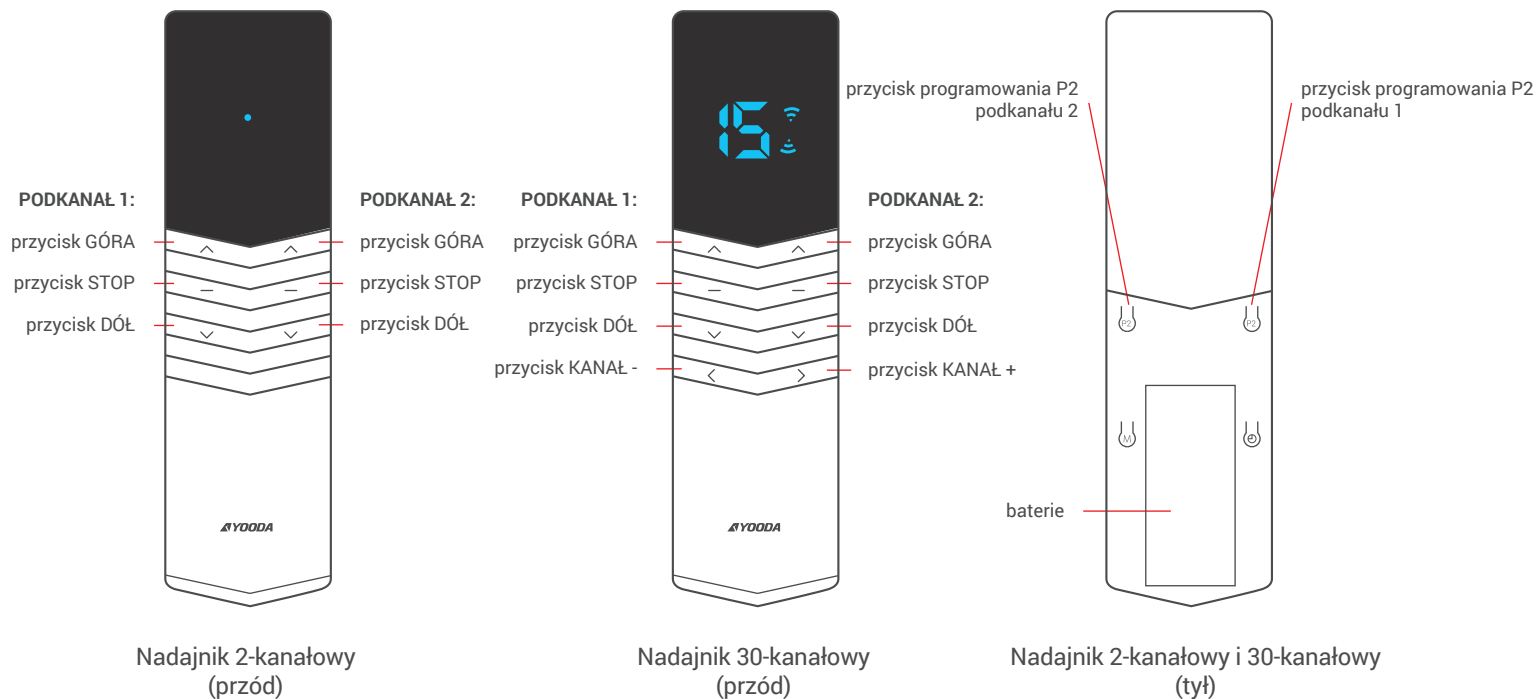 PODKANAŁ 1:
przycisk GÓRA
przycisk STOP
przycisk DÓŁ
PODKANAŁ 2:
przycisk GÓRA
przycisk STOP
przycisk DÓŁ
YOODA
Nadajnik 2-kanałowy
(przód)
15
PODKANAŁ 1:
przycisk GÓRA
przycisk STOP
przycisk DÓŁ
przycisk KANAŁ -
PODKANAŁ 2:
przycisk GÓRA
przycisk STOP
przycisk DÓŁ
przycisk KANAŁ +
YOODA
Nadajnik 30-kanałowy
(przód)
przycisk programowania P2
podkanału 2
przycisk programowania P2
podkanału 1
P2
P2
M
baterie
Nadajnik 2-kanałowy i 30-kanałowy
(tył)